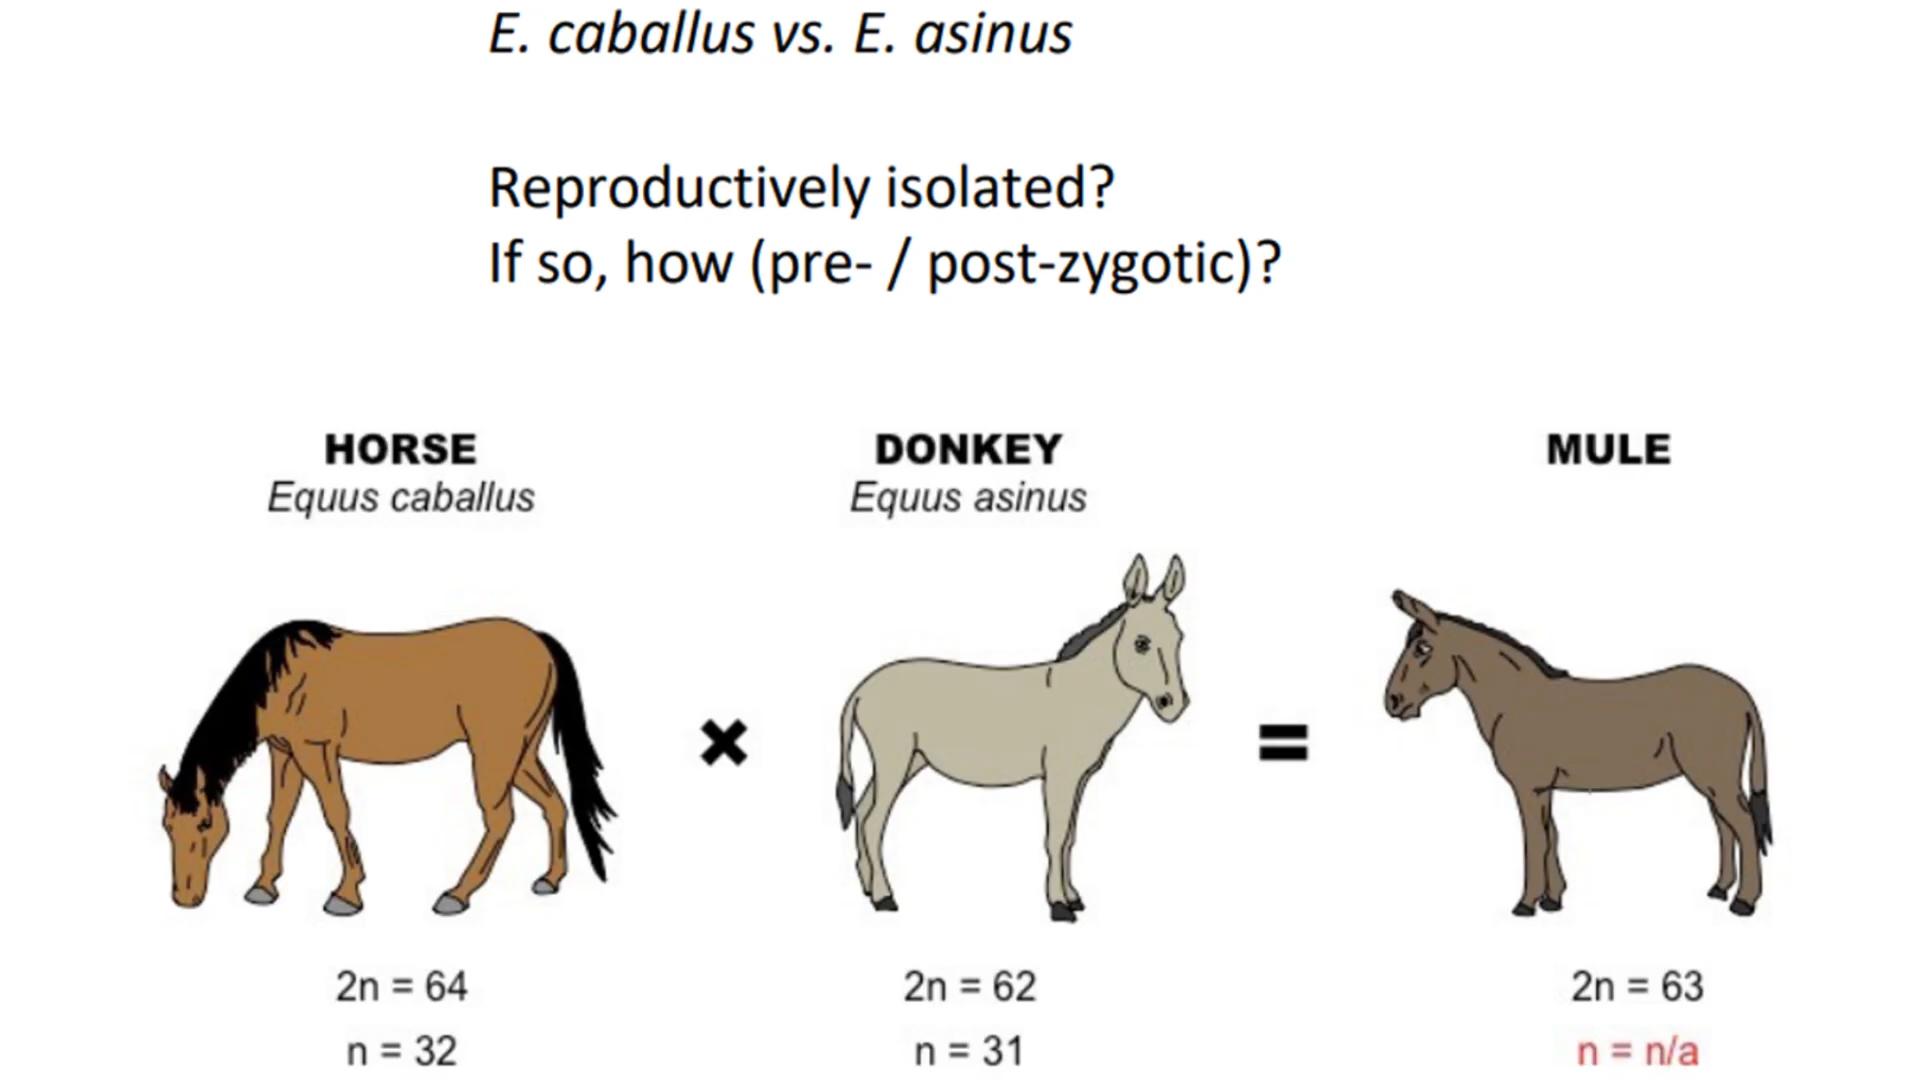 E. caballus vs. E. asinus
Reproductively isolated?
If so, how (pre- / post-zygotic)?
HORSE
Equus caballus
DONKEY
Equus asinus
MULE
×
=
2n = 64
n = 32
2n = 62
n = 31
2n = 63
n = n/a